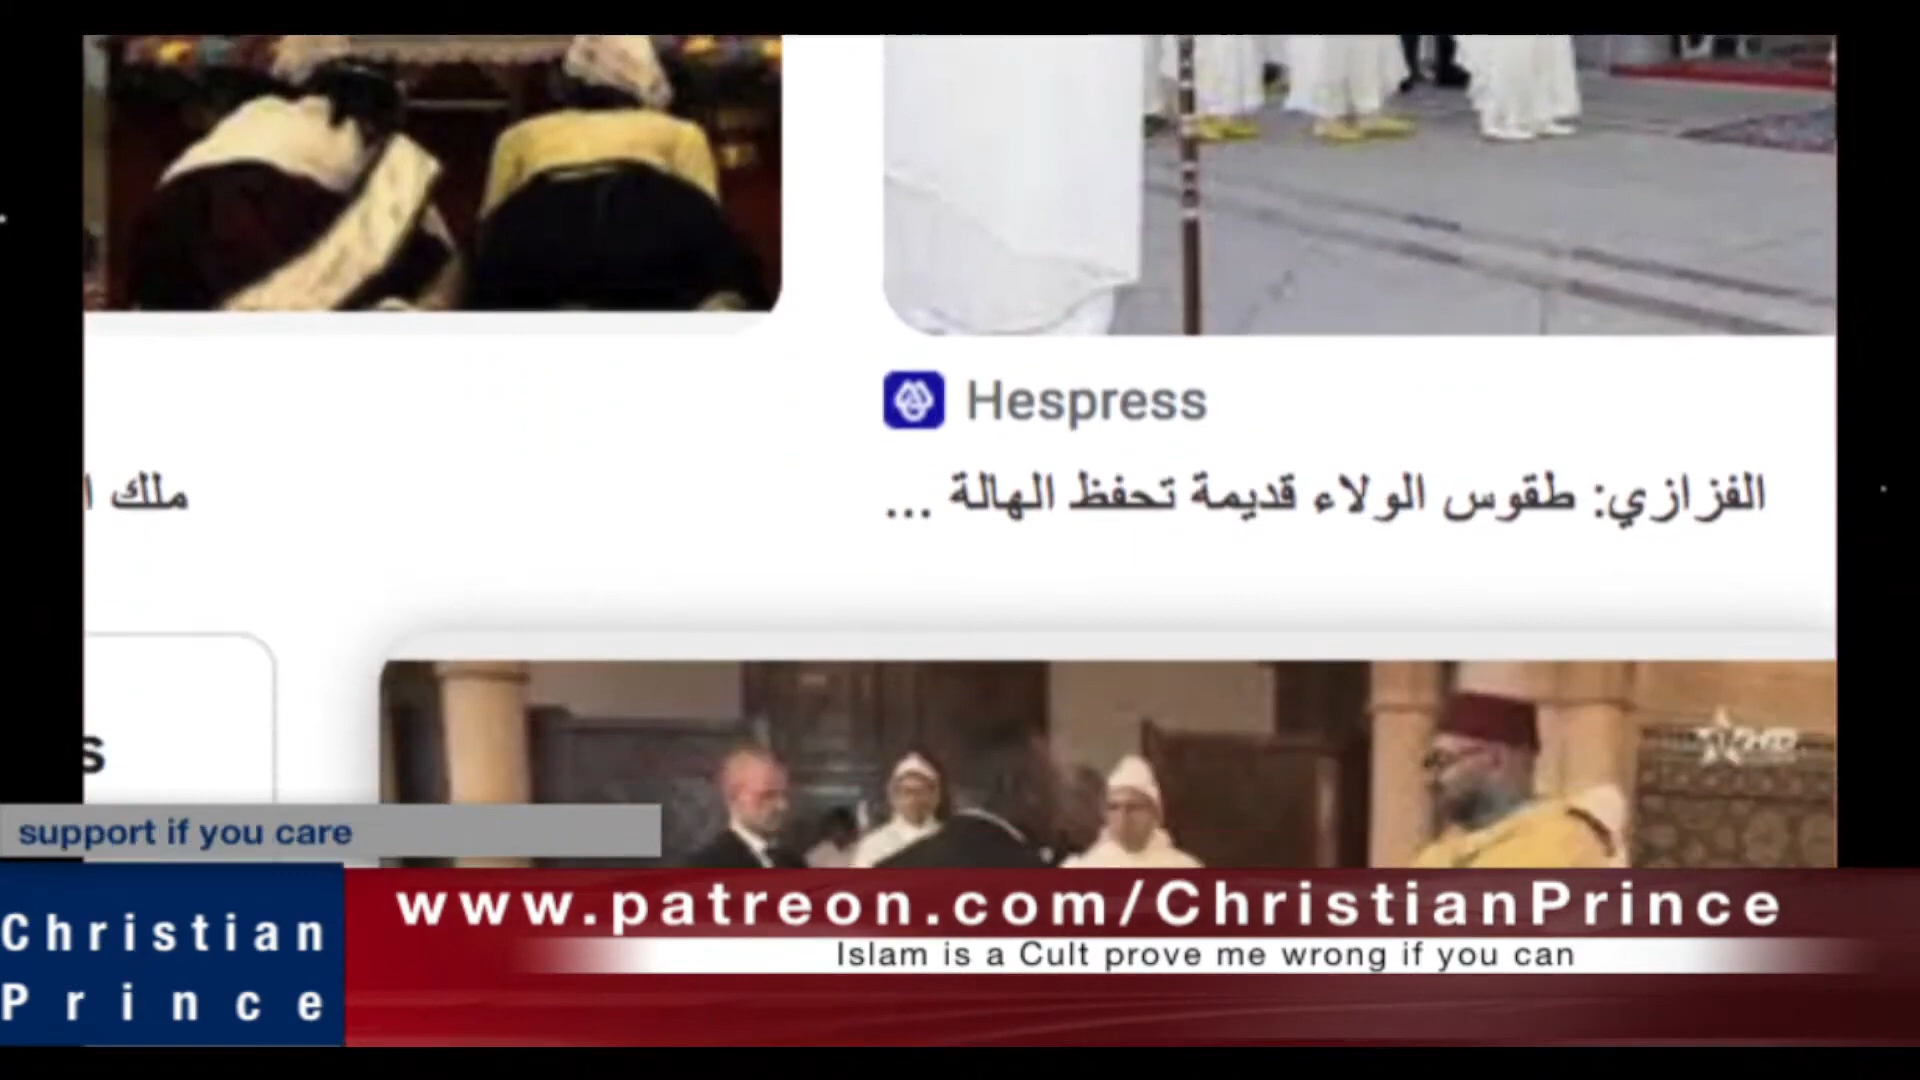 Hespress
الفزازي: طقوس الولاء قديمة تحفظ الهالة ...
ملك ا
s
support if you care
Christian
Prince
www.patreon.com/ChristianPrince
Islam is a Cult prove me wrong if you can